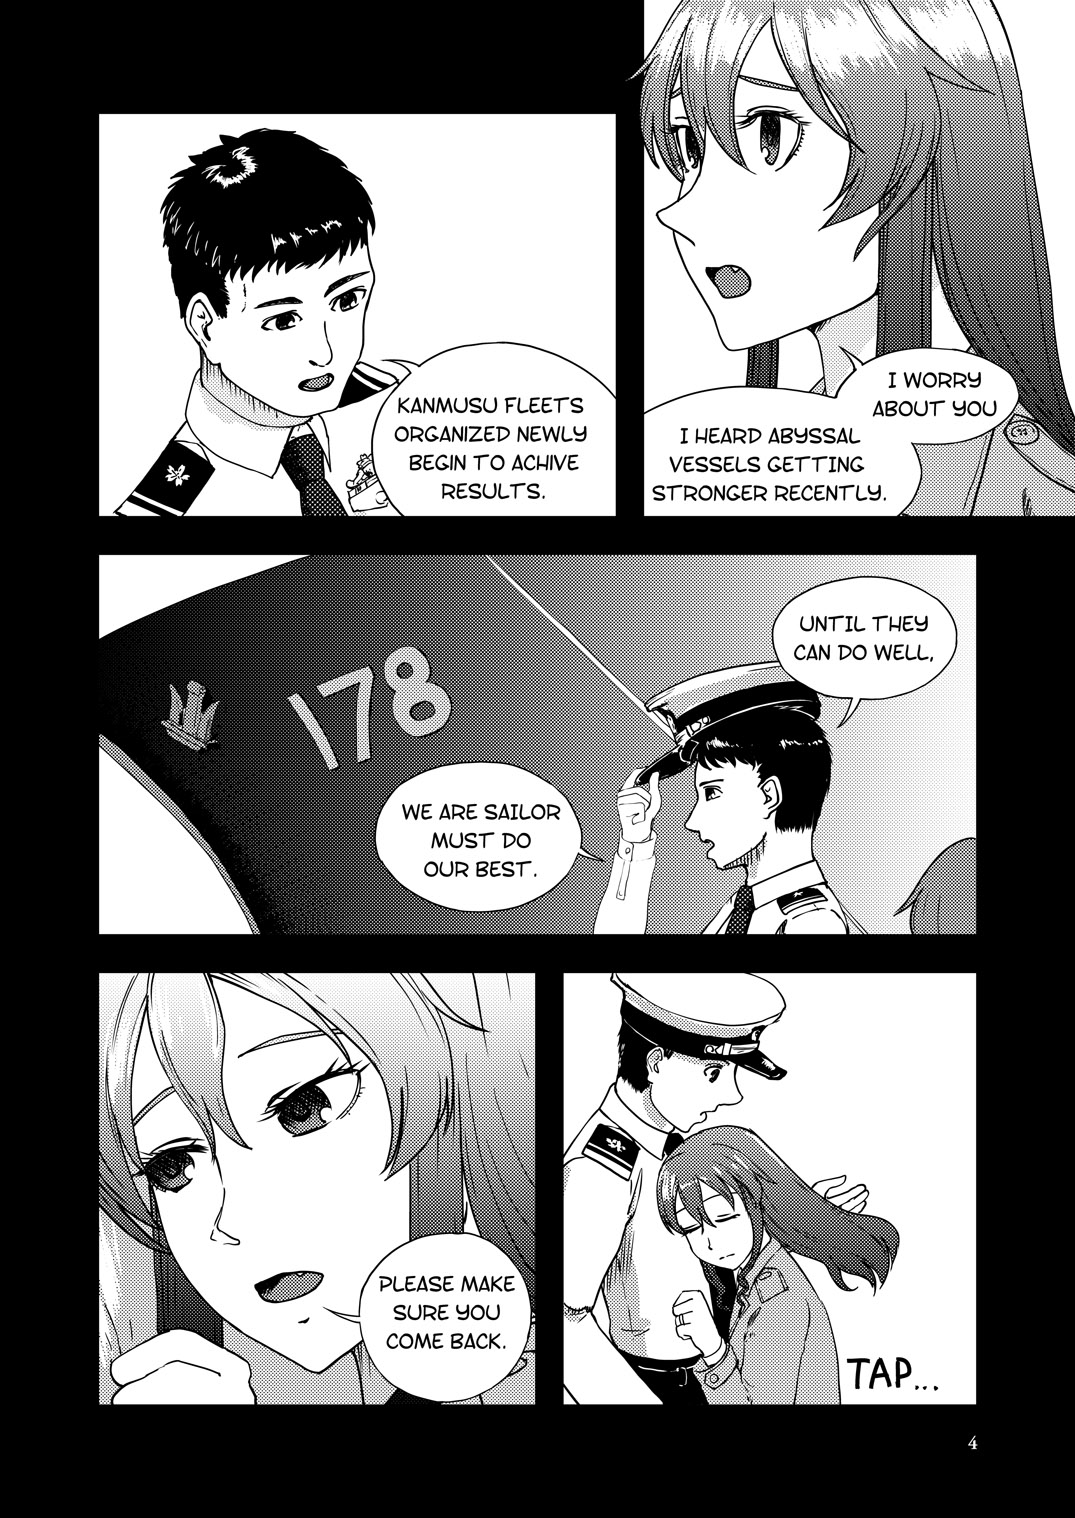 I WORRY
ABOUT YOU
I HEARD ABYSSAL
VESSELS GETTING
STRONGER RECENTLY.
KANMUSU FLEETS
ORGANIZED NEWLY
BEGIN TO ACHIVE
RESULTS.
UNTIL THEY
CAN DO WELL,
178
WE ARE SAILOR
MUST DO
OUR BEST.
PLEASE MAKE
SURE YOU
COME BACK.
TAP...
4